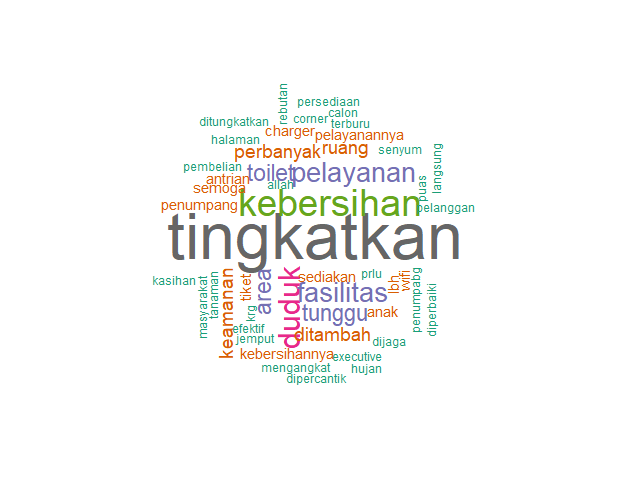 rebutan
persediaan
calon
ditungkatkan
corner
terburu
charger
pelayanannya
halaman
perbanyak
ruang
senyum
langsung
pembelian
toilet
pelayanan
antrian
allah
semoga
puas
penumpang
kebersihan
pelanggan
tingkatkan
kasihan
masyarakat
tanaman
keamanan
tiket
krg
area
duduk
sediakan
prlu
fasilitas
lbh
wifi
penumpabg
diperbaiki
tunggu
anak
efektif
jemput
ditambah
dijaga
kebersihannya
executive
mengangkat
hujan
dipercantik